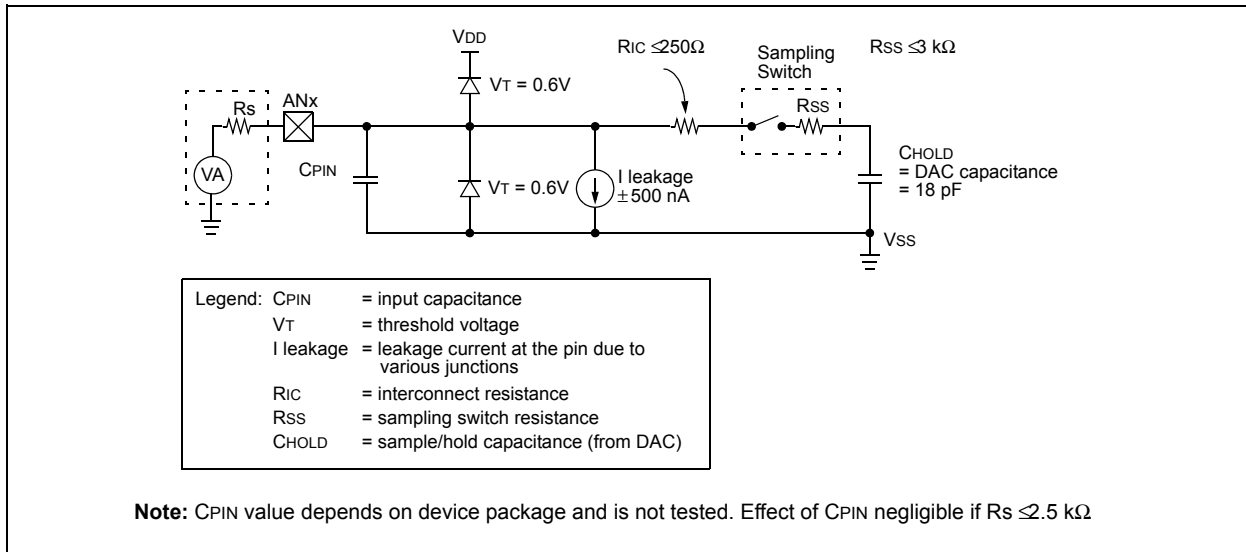 VDD
RIC ≤250Ω
Sampling
Switch
RSS ≤3 kΩ
VT = 0.6V
Rs
ANx
RSS
VA
CPIN
VT = 0.6V
I leakage
±500 nA
CHOLD
= DAC capacitance
= 18 pF
VSS
Legend: CPIN = input capacitance
VT = threshold voltage
I leakage = leakage current at the pin due to
various junctions
RIC = interconnect resistance
RSS = sampling switch resistance
CHOLD = sample/hold capacitance (from DAC)
Note: CPIN value depends on device package and is not tested. Effect of CPIN negligible if Rs ≤2.5 kΩ